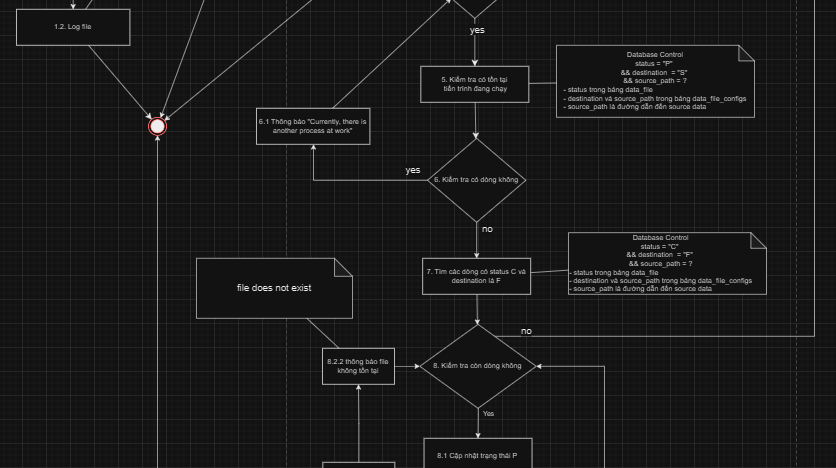 1.2. Log file
yes
5. Kiểm tra có tồn tại
tiến trình đang chạy
Database Control
status = "P"
&& destination = "S"
&& source_path = ?
- status trong bảng data_file
- destination và source_path trong bảng data_file_configs
- source_path là đường dẫn đến source data
6.1 Thông báo "Currently, there is
another process at work"
yes
6. Kiểm tra có dòng không
no
7. Tìm các dòng có status C và
destination là F
Database Control
status = "C"
&& destination = "F"
&& source_path = ?
- status trong bảng data_file
- destination và source_path trong bảng data_file_configs
- source_path là đường dẫn đến source data
file does not exist
no
8.2.2 thông báo file
không tồn tại
8. Kiểm tra còn dòng không
Yes
8.1 Cập nhật trạng thái P